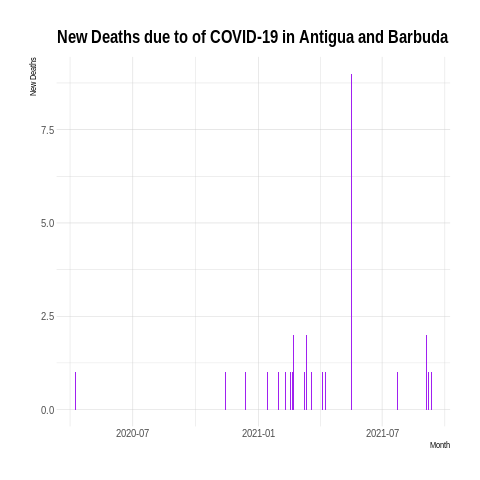 New Deaths due to of COVID-19 in Antigua and Barbuda
New Deaths
7.5
5.0
2.5
0.0
2020-07
2021-01
2021-07
Month